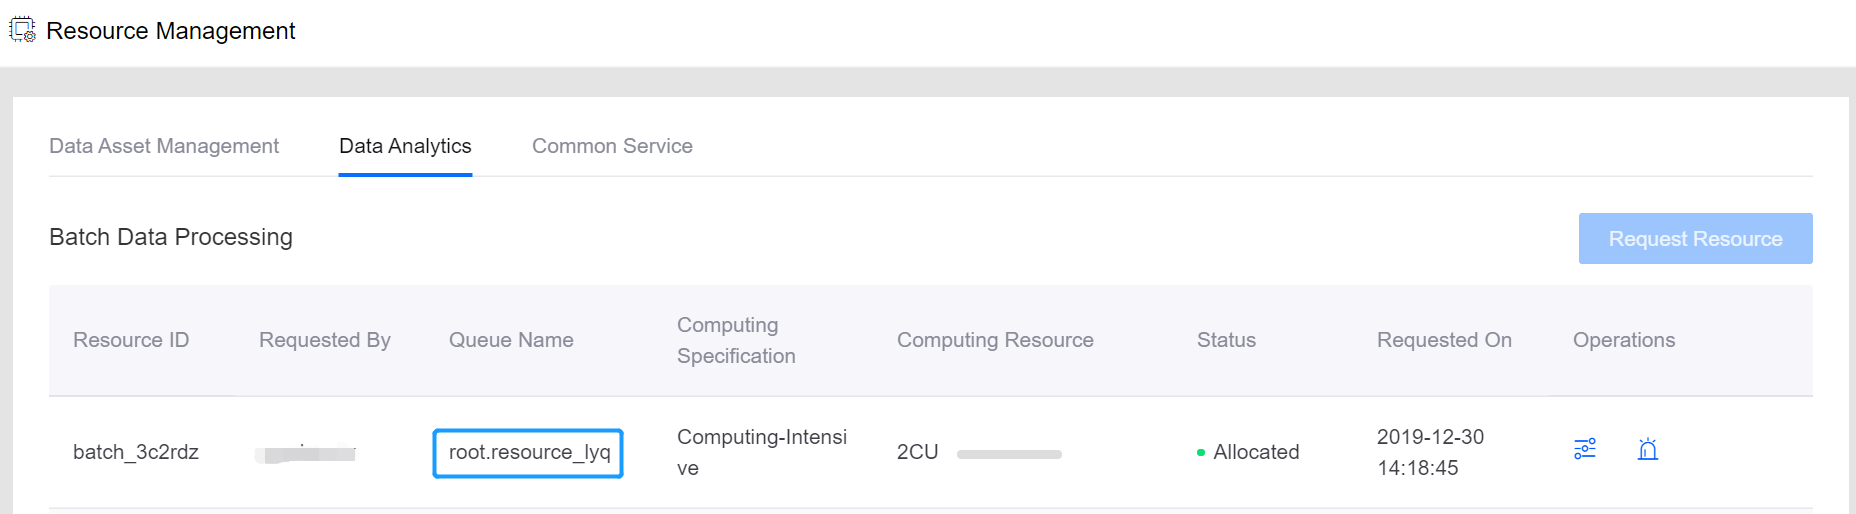 Resource Management
Data Asset Management Data Analytics Common Service
Batch Data Processing
Request Resource
Resource ID Requested By Queue Name Computing Specification Computing Resource Status Requested On Operations
batch_3c2rdz root.resource_lyq Computing-Intensive 2CU Allocated 2019-12-30 14:18:45